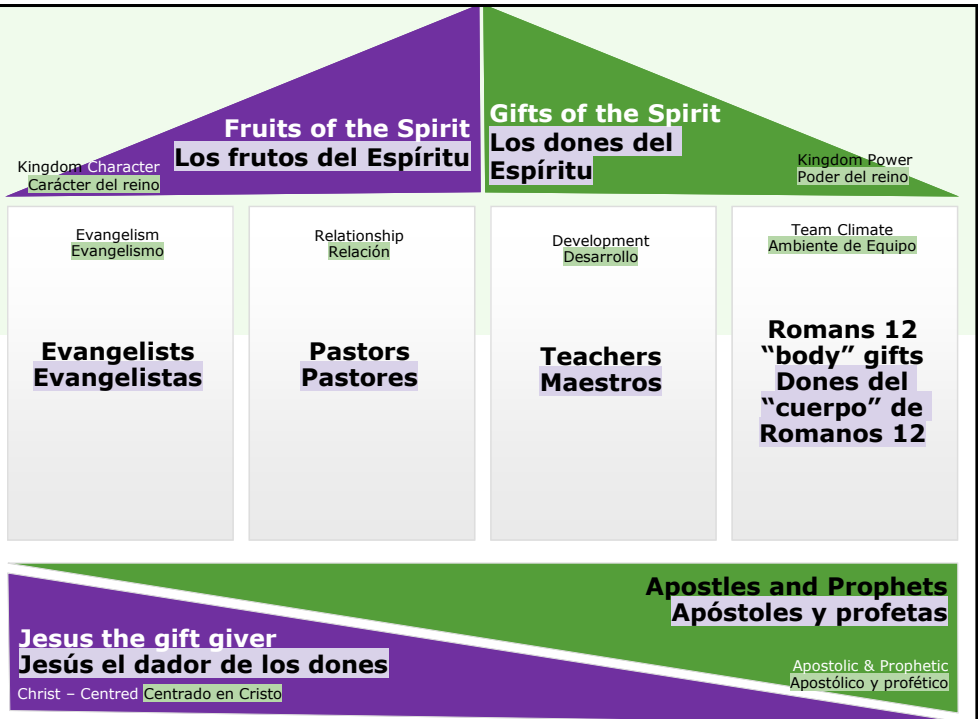 Fruits of the Spirit
Los frutos del Espíritu
Kingdom Character
Carácter del reino
Gifts of the Spirit
Los dones del
Espíritu
Kingdom Power
Poder del reino
Evangelism
Evangelismo
Evangelists
Evangelistas
Relationship
Relación
Pastors
Pastores
Development
Desarrollo
Teachers
Maestros
Team Climate
Ambiente de Equipo
Romans 12
“body” gifts
Dones del
“cuerpo” de
Romanos 12
Apostles and Prophets
Apóstoles y profetas
Jesus the gift giver
Jesús el dador de los dones
Christ – Centred Centrado en Cristo
Apostolic & Prophetic
Apostólico y profético